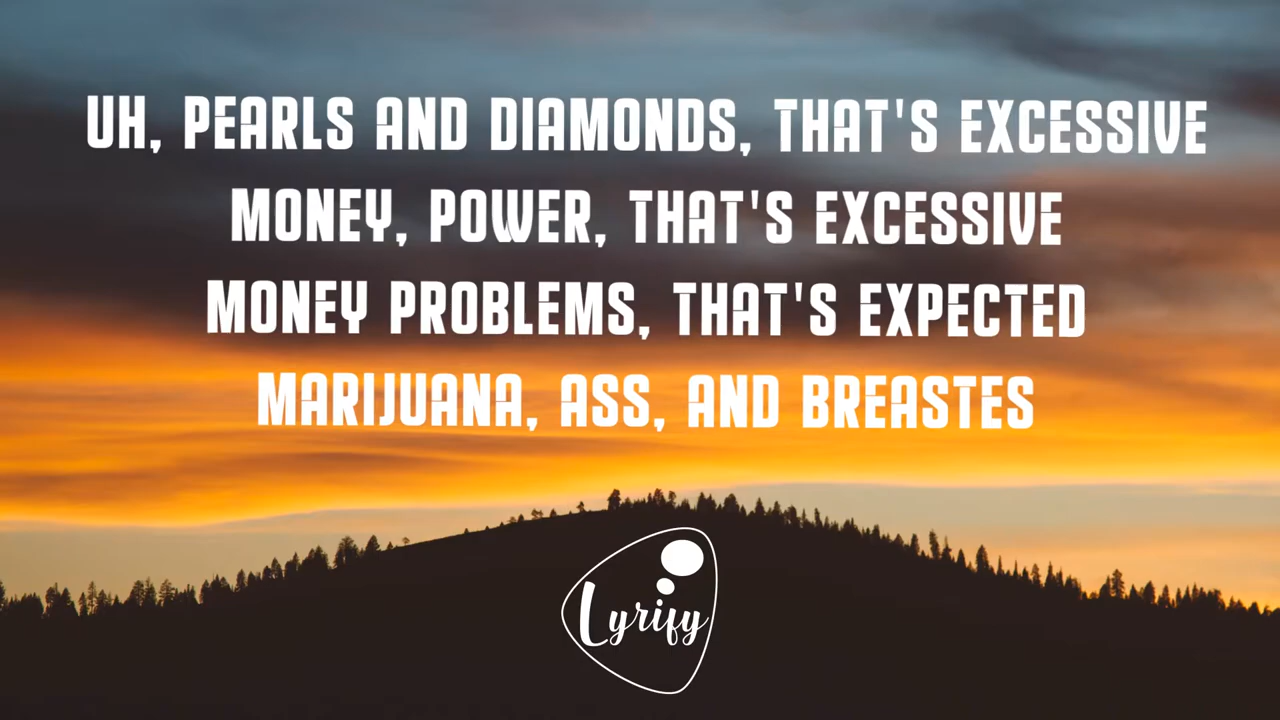 UH, PEARLS AND DIAMONDS, THAT'S EXCESSIVE
MONEY, POWER, THAT'S EXCESSIVE
MONEY PROBLEMS, THAT'S EXPECTED
MARIJUANA, ASS, AND BREASTES
Lyrify